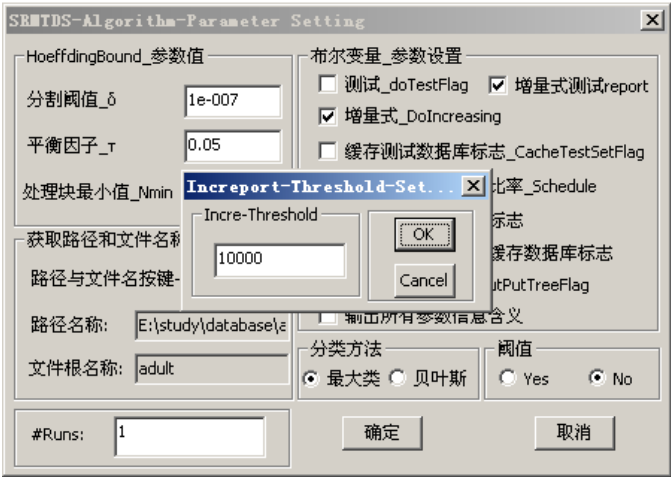 SRMTDS-Algorithm-Parameter Setting
HoeffdingBound_参数值
分割阈值_δ
1e-007
平衡因子_τ
0.05
处理块最小值_Nmin
获取路径和文件名称
路径与文件名按键-
路径名称:
E:\study\database\a
文件根名称:
adult
#Runs:
1
布尔变量_参数设置
测试_doTestFlag
增量式测试report
增量式_DoIncreasing
缓存测试数据库标志_CacheTestSetFlag
比率_Schedule
标志
缓存数据库标志
utPutTreeFlag
输出所有参数信息含义
Increport-Threshold-Set...
Incre-Threshold
10000
OK
Cancel
分类方法
最大类
贝叶斯
阈值
Yes
No
确定
取消